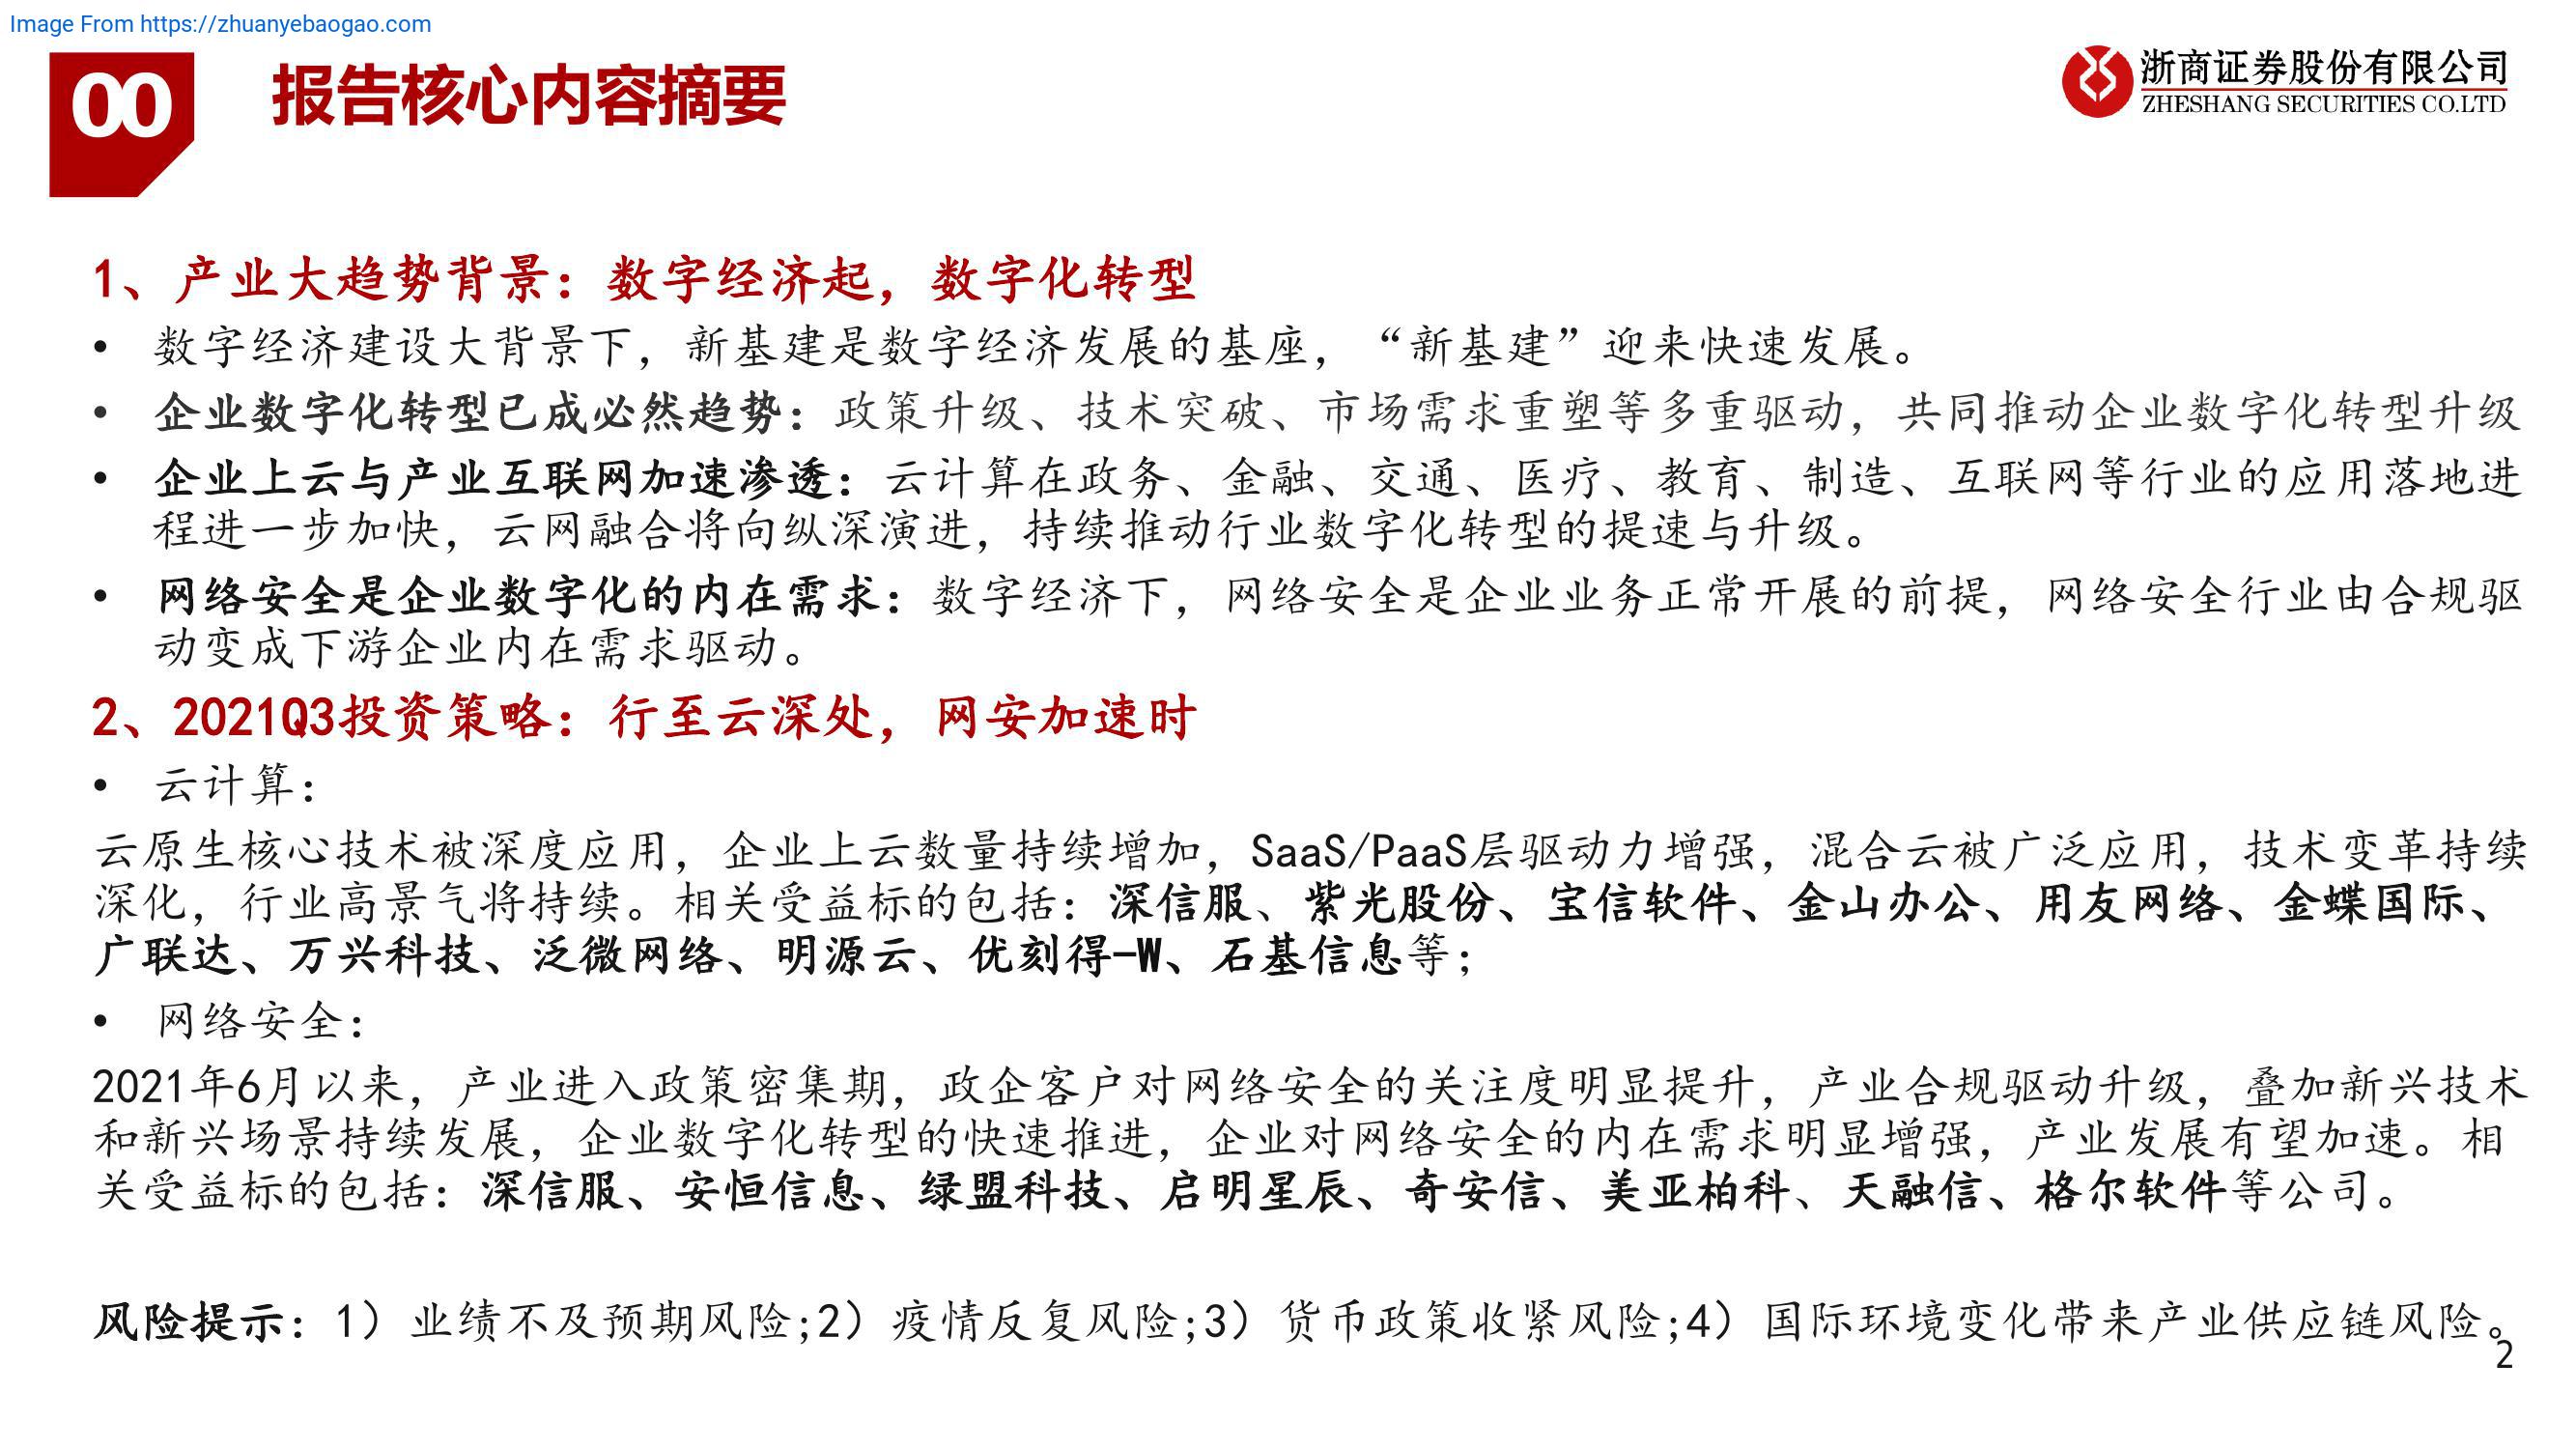 Image From https://zhuanyebaogao.com
00
报告核心内容摘要
浙商证券股份有限公司
ZHESHANG SECURITIES CO.LTD
1、产业大趋势背景：数字经济起，数字化转型
• 数字经济建设大背景下，新基建是数字经济发展的基座，“新基建”迎来快速发展。
• 企业数字化转型已成必然趋势：政策升级、技术突破、市场需求重塑等多重驱动，共同推动企业数字化转型升级
• 企业上云与产业互联网加速渗透：云计算在政务、金融、交通、医疗、教育、制造、互联网等行业的应用落地进
程进一步加快，云网融合将向纵深演进，持续推动行业数字化转型的提速与升级。
• 网络安全是企业数字化的内在需求：数字经济下，网络安全是企业业务正常开展的前提，网络安全行业由合规驱
动变成下游企业内在需求驱动。
2、2021Q3投资策略：行至云深处，网安加速时
• 云计算：
云原生核心技术被深度应用，企业上云数量持续增加，SaaS/PaaS层驱动力增强，混合云被广泛应用，技术变革持续
深化，行业高景气将持续。相关受益标的包括：深信服、紫光股份、宝信软件、金山办公、用友网络、金蝶国际、
广联达、万兴科技、泛微网络、明源云、优刻得-W、石基信息等；
• 网络安全：
2021年6月以来，产业进入政策密集期，政企客户对网络安全的关注度明显提升，产业合规驱动升级，叠加新兴技术
和新兴场景持续发展，企业数字化转型的快速推进，企业对网络安全的内在需求明显增强，产业发展有望加速。相
关受益标的包括：深信服、安恒信息、绿盟科技、启明星辰、奇安信、美亚柏科、天融信、格尔软件等公司。
风险提示：1）业绩不及预期风险;2）疫情反复风险;3）货币政策收紧风险;4）国际环境变化带来产业供应链风险。
2